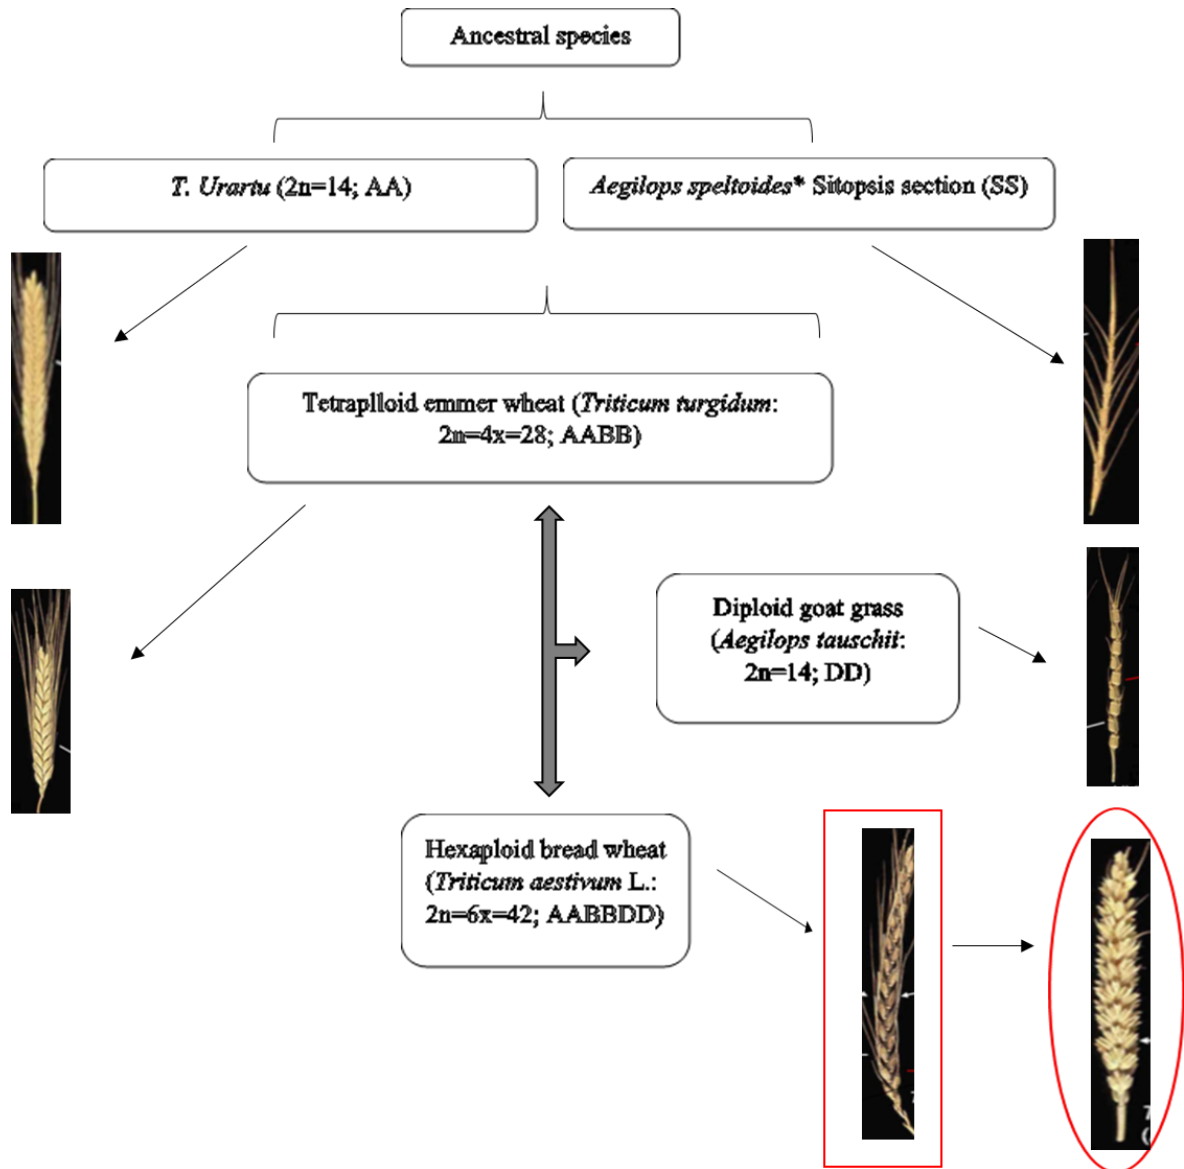 Ancestral species
T. Urartu (2n=14; AA)
Aegilops speltoides* Sitopsis section (SS)
Tetraplloid emmer wheat (Triticum turgidum:
2n=4x=28; AABB)
Diploid goat grass
(Aegilops tauschii:
2n=14; DD)
Hexaploid bread wheat
(Triticum aestivum L.:
2n=6x=42; AABBDD)